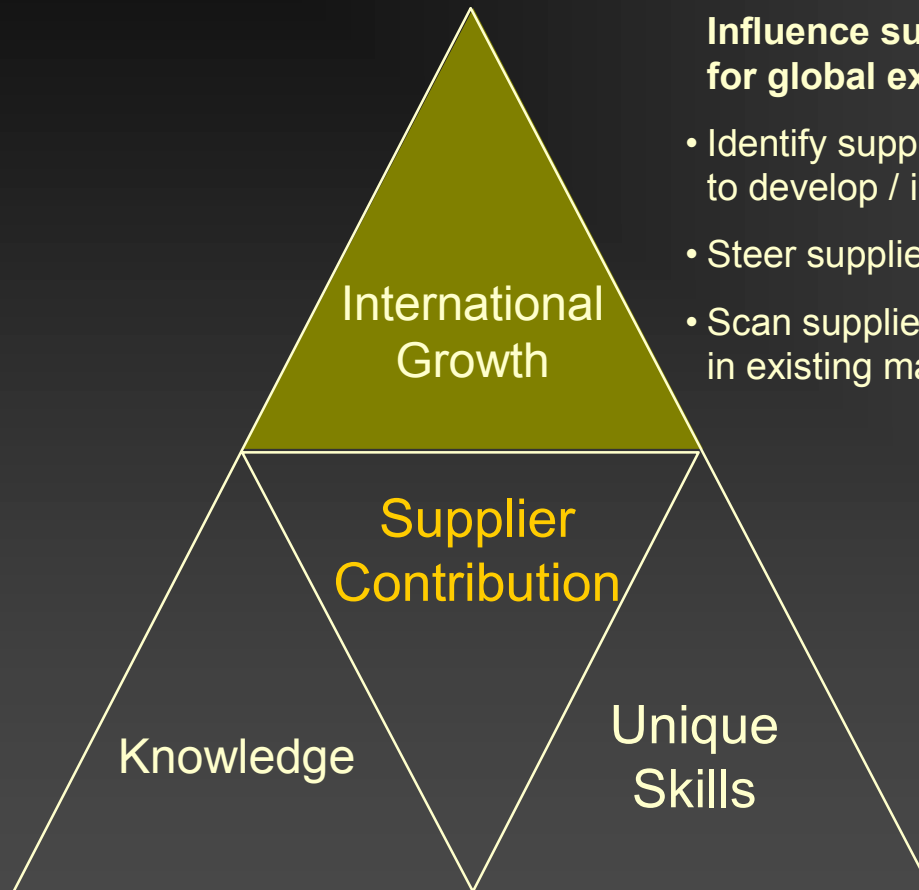 Influence su
for global ex
• Identify supp
to develop / i
• Steer supplie
• Scan supplie
in existing ma
International
Growth
Supplier
Contribution
Knowledge
Unique
Skills